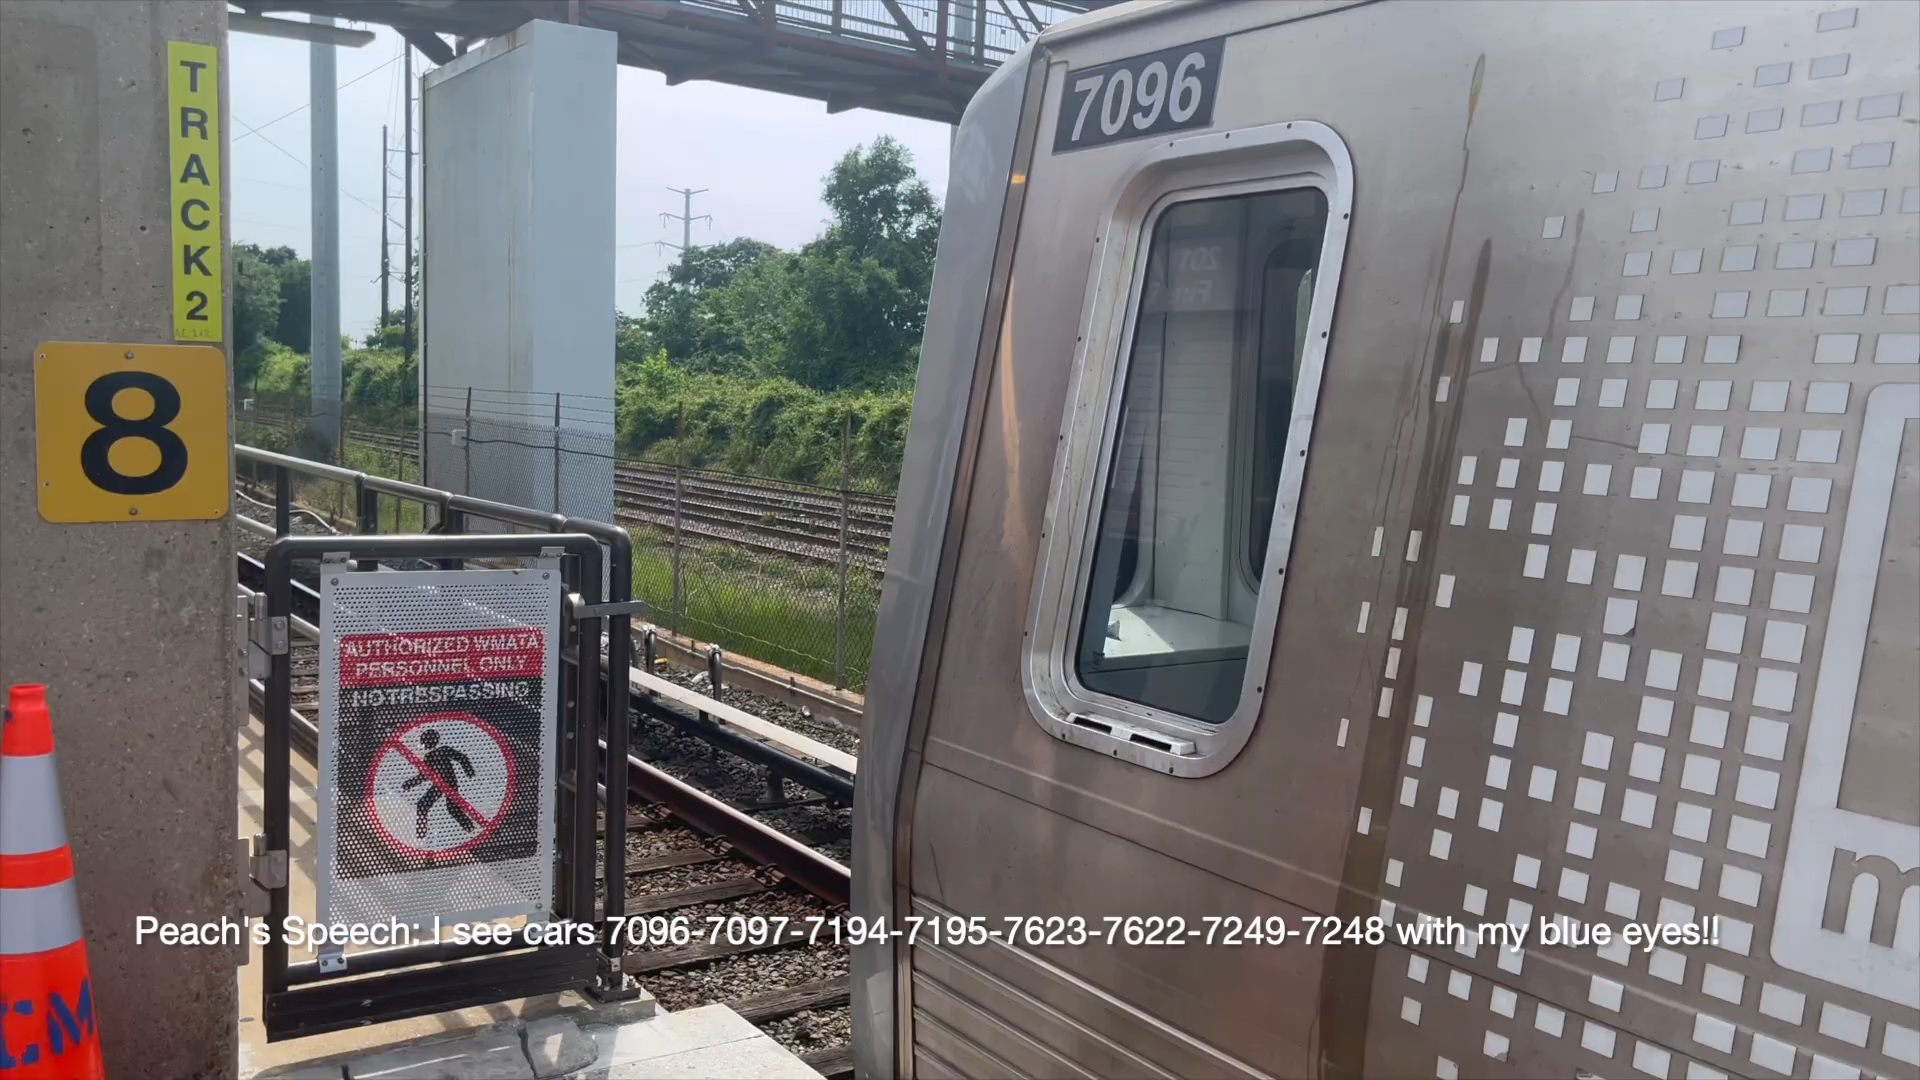 TRACK 2
8
7096
AUTHORIZED WMATA
PERSONNEL ONLY
NO TRESPASSING
m
CM
Peach's Speech: I see cars 7096-7097-7194-7195-7623-7622-7249-7248 with my blue eyes!!